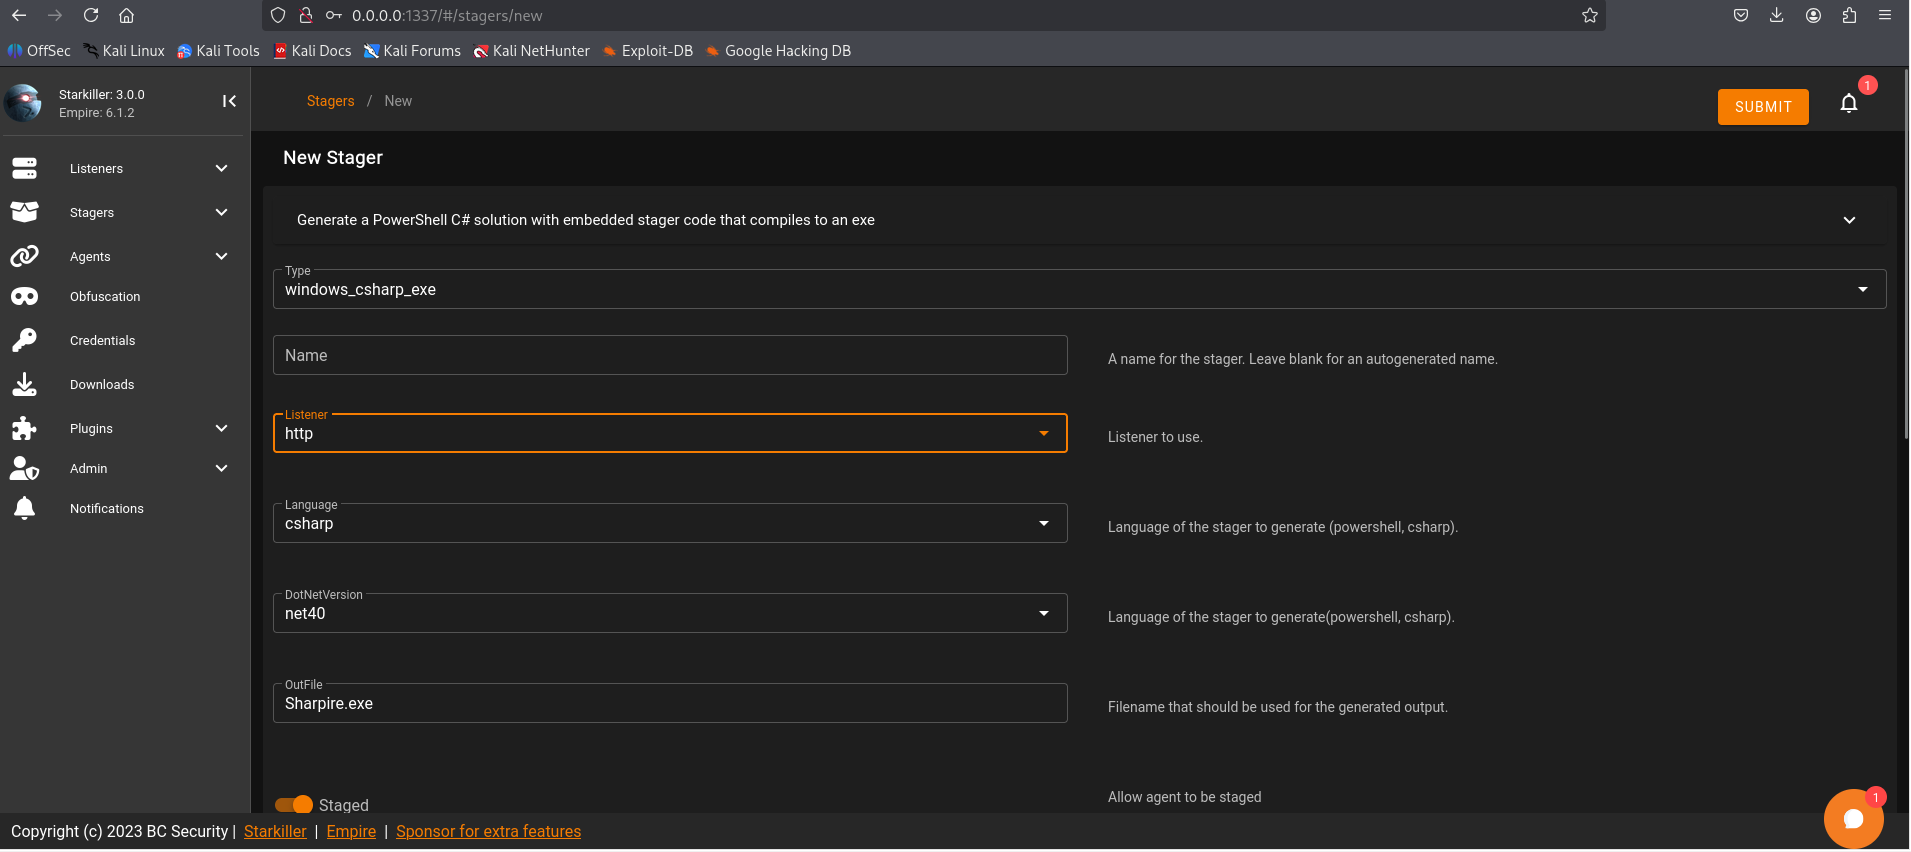 0.0.0.0:1337/#/stagers/new
OffSec Kali Linux Kali Tools Kali Docs Kali Forums Kali NetHunter Exploit-DB Google Hacking DB
Starkiller: 3.0.0
Empire: 6.1.2
Listeners
Stagers
Agents
Obfuscation
Credentials
Downloads
Plugins
Admin
Notifications
Stagers / New
SUBMIT
1
New Stager
Generate a PowerShell C# solution with embedded stager code that compiles to an exe
Type
windows_csharp_exe
Name
A name for the stager. Leave blank for an autogenerated name.
Listener
http
Listener to use.
Language
csharp
Language of the stager to generate (powershell, csharp).
DotNetVersion
net40
Language of the stager to generate(powershell, csharp).
OutFile
Sharpire.exe
Filename that should be used for the generated output.
Staged
Allow agent to be staged
1
Copyright (c) 2023 BC Security | Starkiller | Empire | Sponsor for extra features